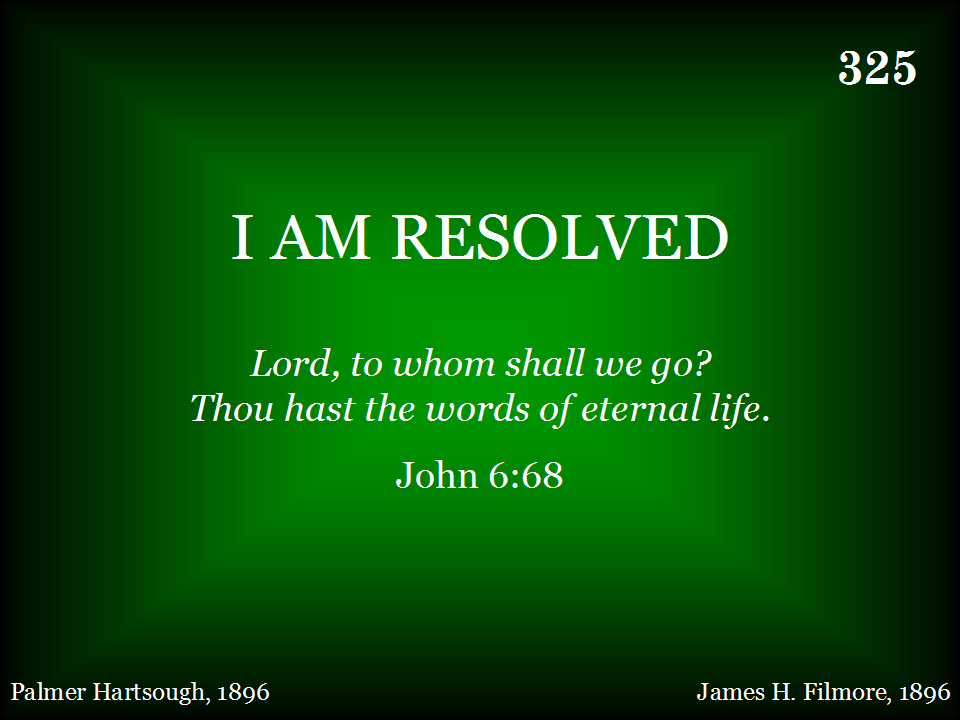 325
I AM RESOLVED
Lord, to whom shall we go?
Thou hast the words of eternal life.
John 6:68
Palmer Hartsough, 1896
James H. Filmore, 1896